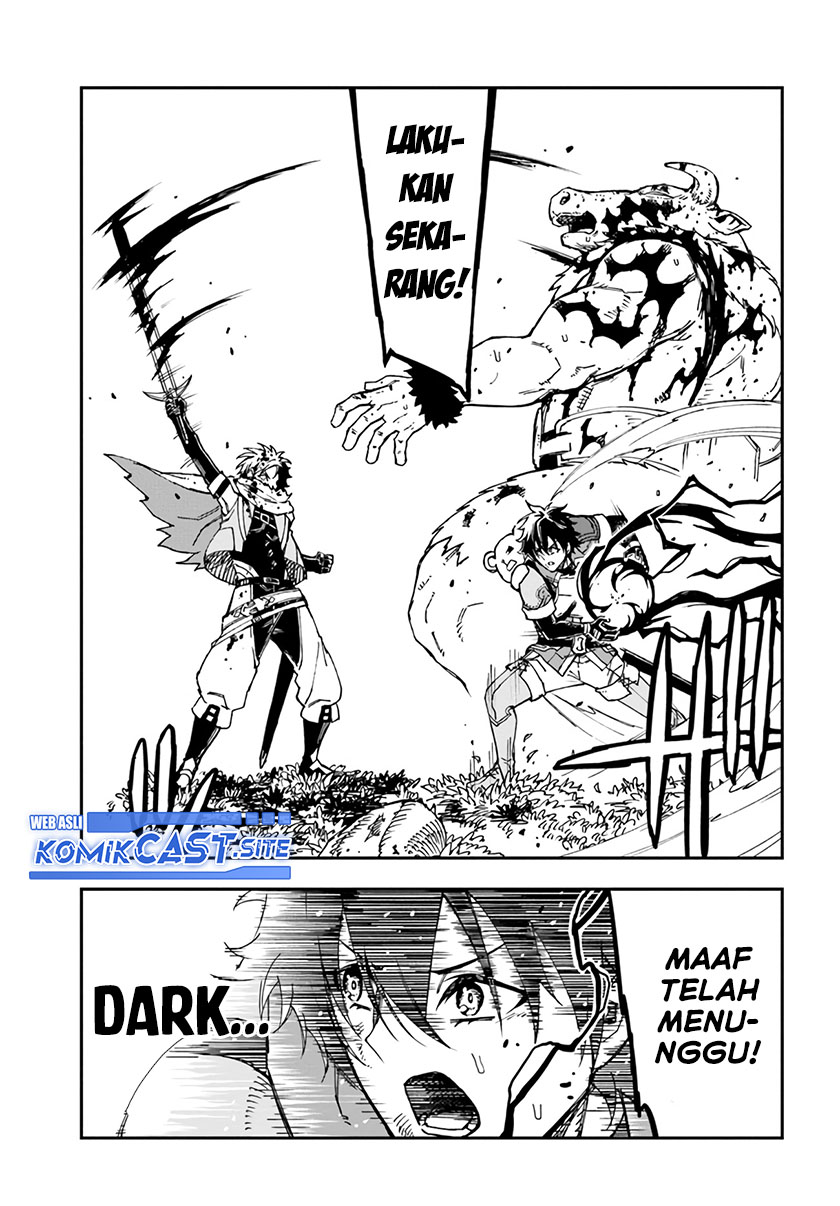 LAKU-
KAN
SEKA-
RANG!
WEB ASLI
KOMIKCAST.SITE
MAAF
TELAH
MENU-
NGGU!
DARK...